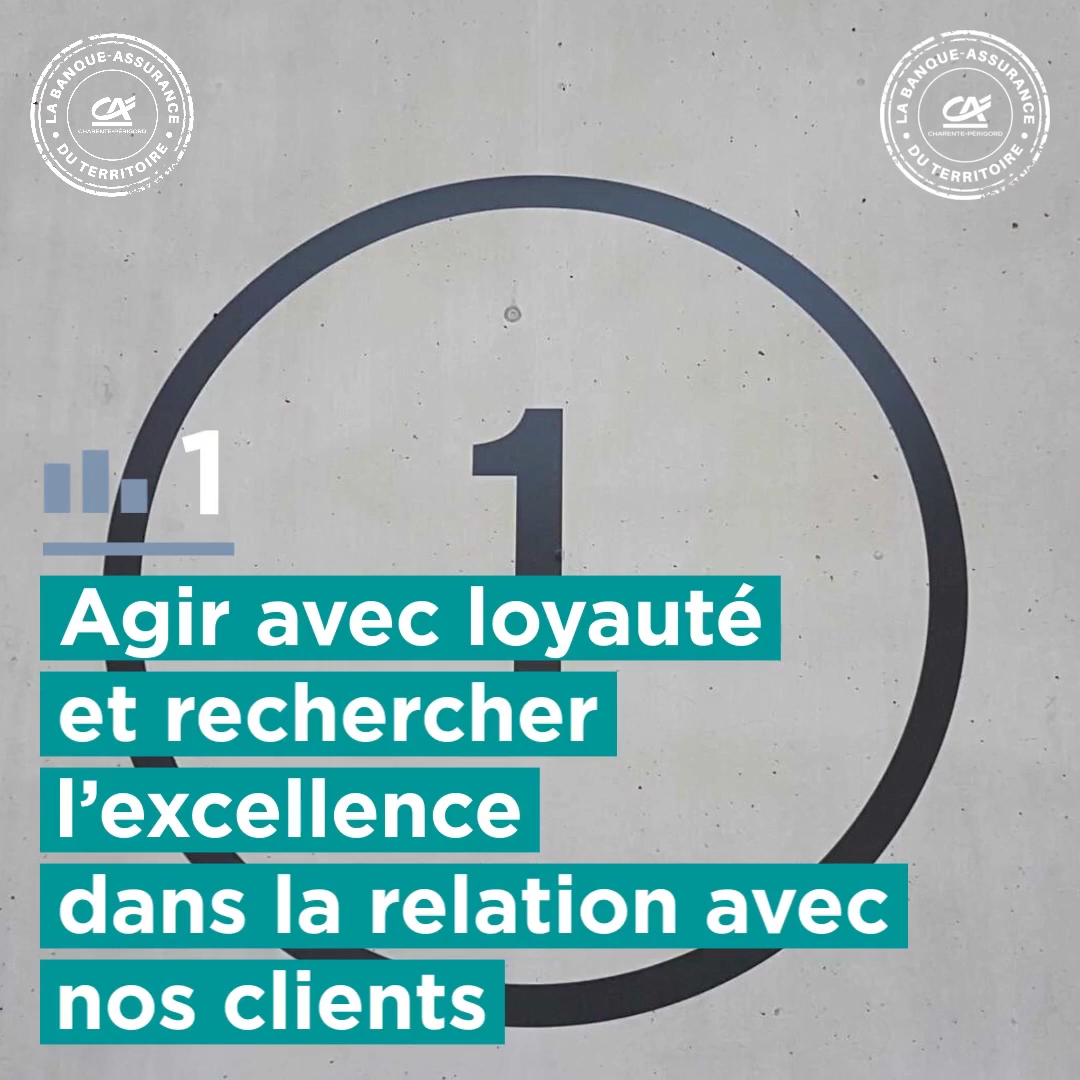 LA BANQUE-ASSURANCE
CA
CHARENTE-PÉRIGORD
• DU TERRITOIRE •
LA BANQUE-ASSURANCE
CA
CHARENTE-PÉRIGORD
• DU TERRITOIRE •
1
1
Agir avec loyauté
et rechercher
l’excellence
dans la relation avec
nos clients